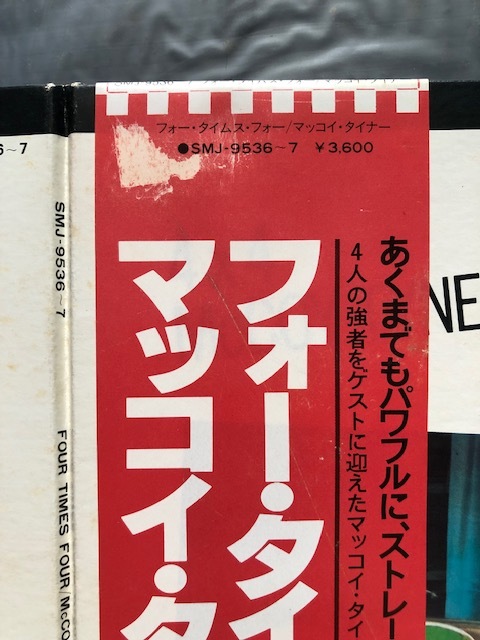 フォー・タイムス・フォー/マッコイ・タイナー
●SMJ-9536~7 ¥3,600
あくまでもパワフルに、ストレー
4人の強者をゲストに迎えたマッコイ・タイ
フォー・タイ
マッコイ・タ
NE
6~7
SMJ-9536~7
FOUR TIMES FOUR/McCO